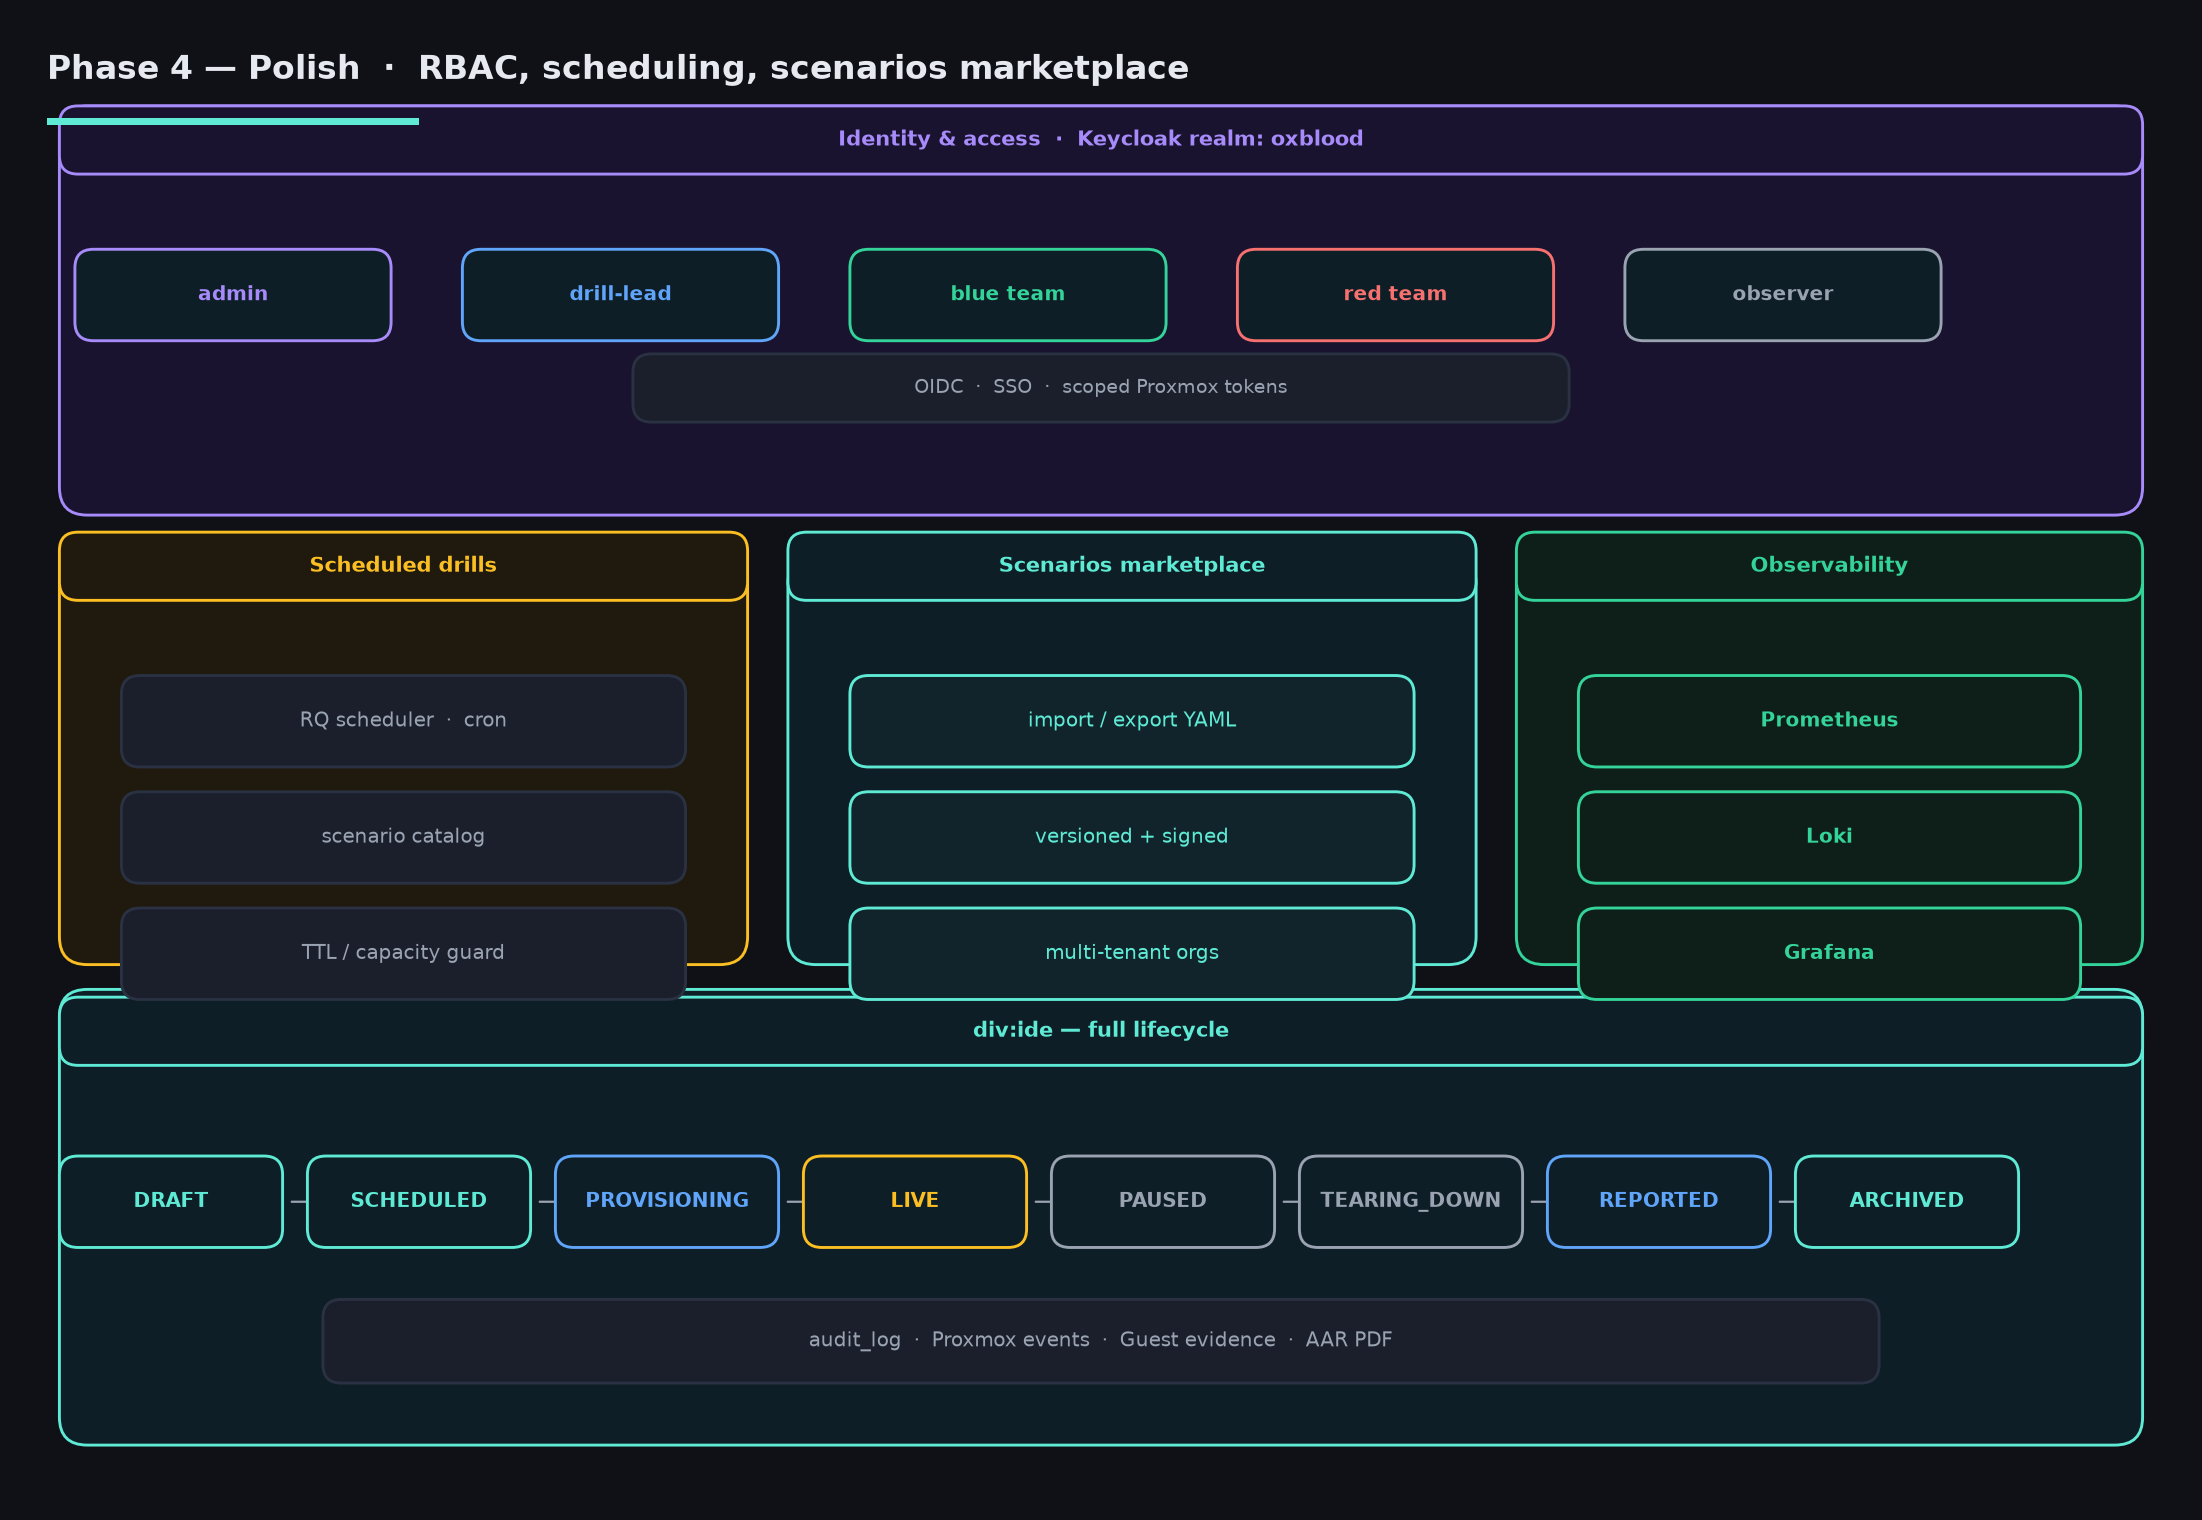 Phase 4 — Polish · RBAC, scheduling, scenarios marketplace
Identity & access · Keycloak realm: oxblood
admin
drill-lead
blue team
red team
observer
OIDC · SSO · scoped Proxmox tokens
Scheduled drills
RQ scheduler · cron
scenario catalog
TTL / capacity guard
Scenarios marketplace
import / export YAML
versioned + signed
multi-tenant orgs
Observability
Prometheus
Loki
Grafana
div:ide — full lifecycle
DRAFT
SCHEDULED
PROVISIONING
LIVE
PAUSED
TEARING_DOWN
REPORTED
ARCHIVED
audit_log · Proxmox events · Guest evidence · AAR PDF